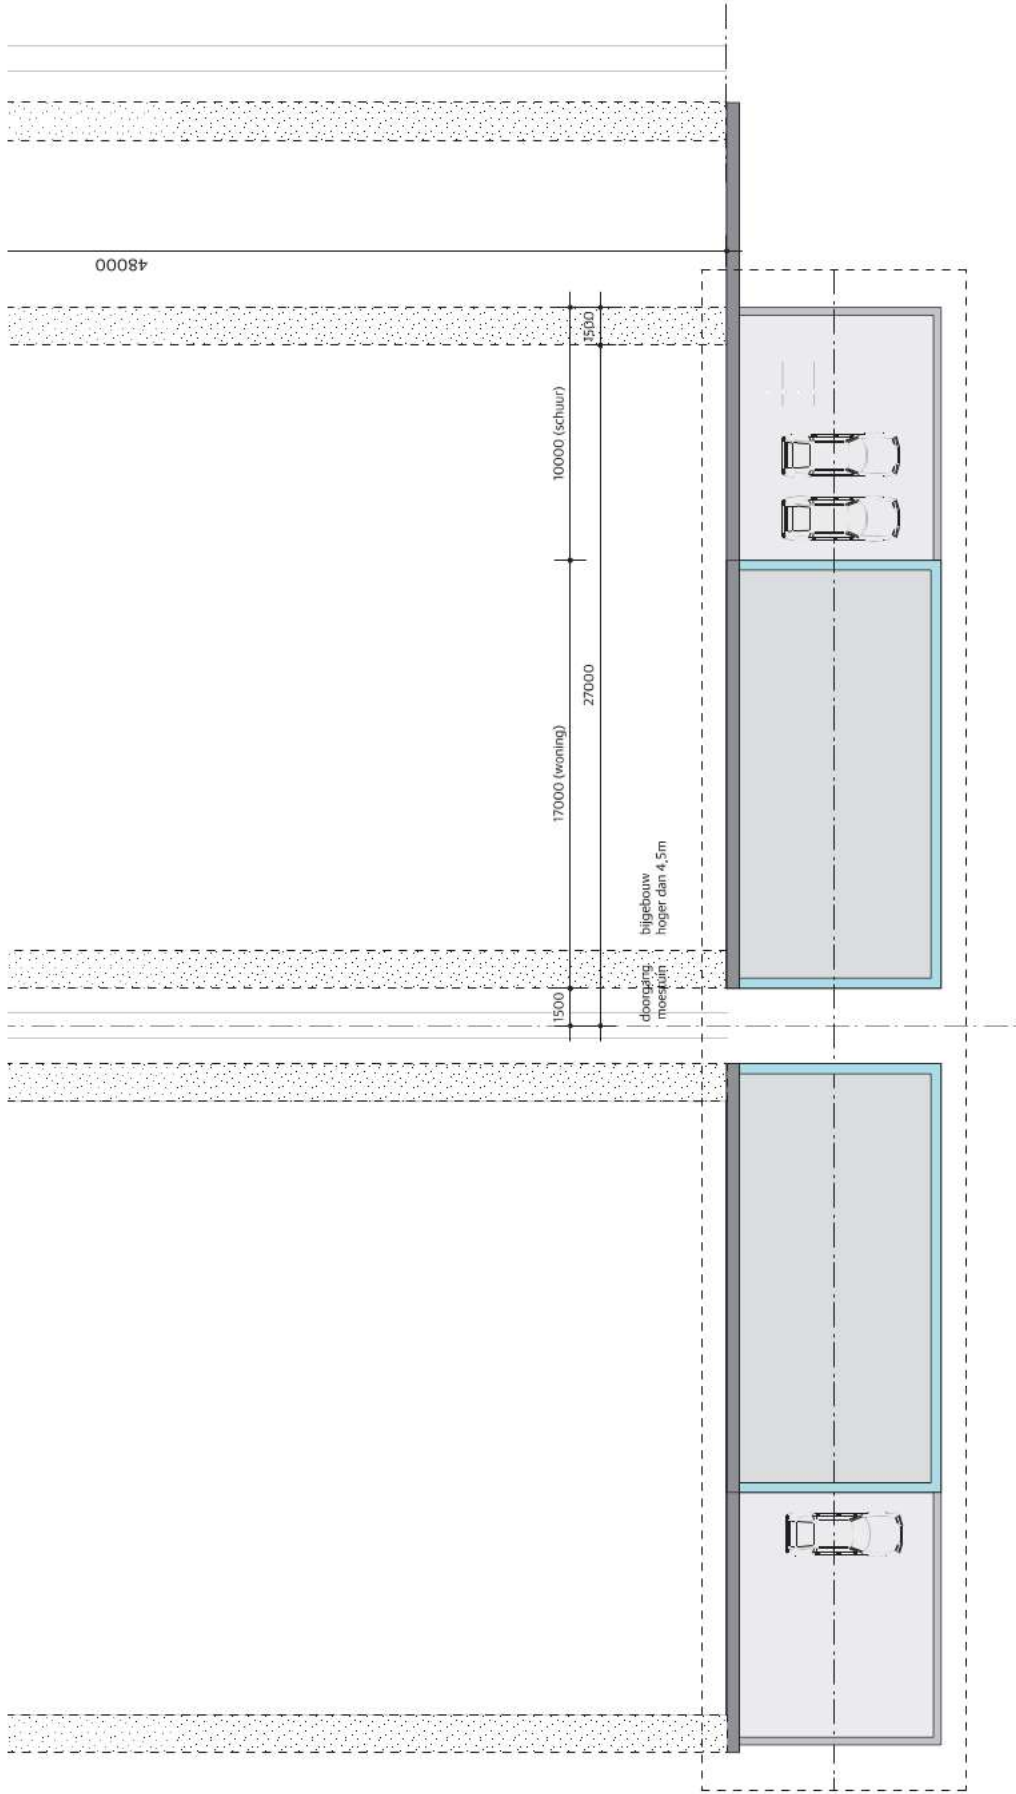 48000
1500
10000 (schuur)
27000
17000 (woning)
1500
bijgebouw
hoger dan 4,5m
doorgang
moestuin